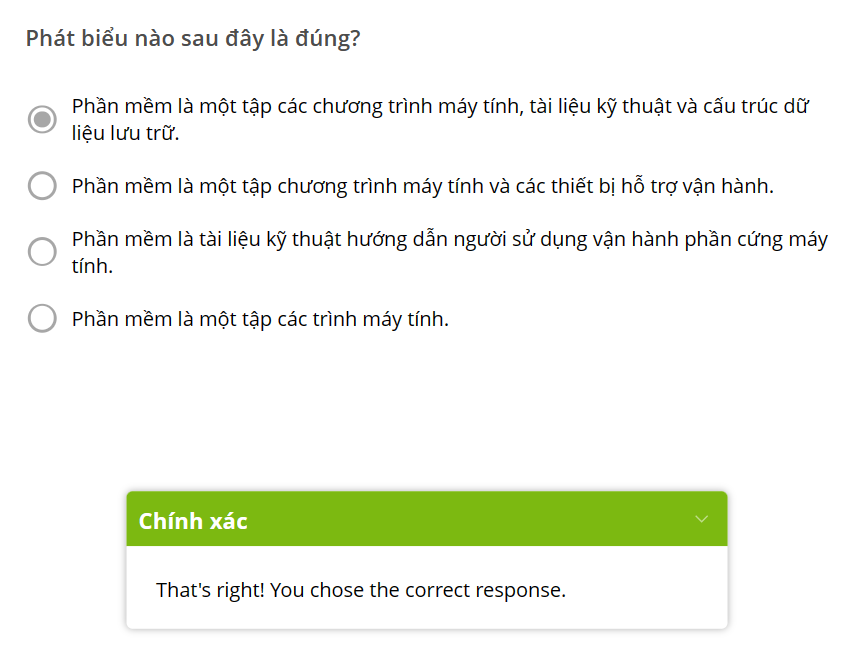 Phát biểu nào sau đây là đúng?
Phần mềm là một tập các chương trình máy tính, tài liệu kỹ thuật và cấu trúc dữ
liệu lưu trữ.
Phần mềm là một tập chương trình máy tính và các thiết bị hỗ trợ vận hành.
Phần mềm là tài liệu kỹ thuật hướng dẫn người sử dụng vận hành phần cứng máy
tính.
Phần mềm là một tập các trình máy tính.
Chính xác
That's right! You chose the correct response.